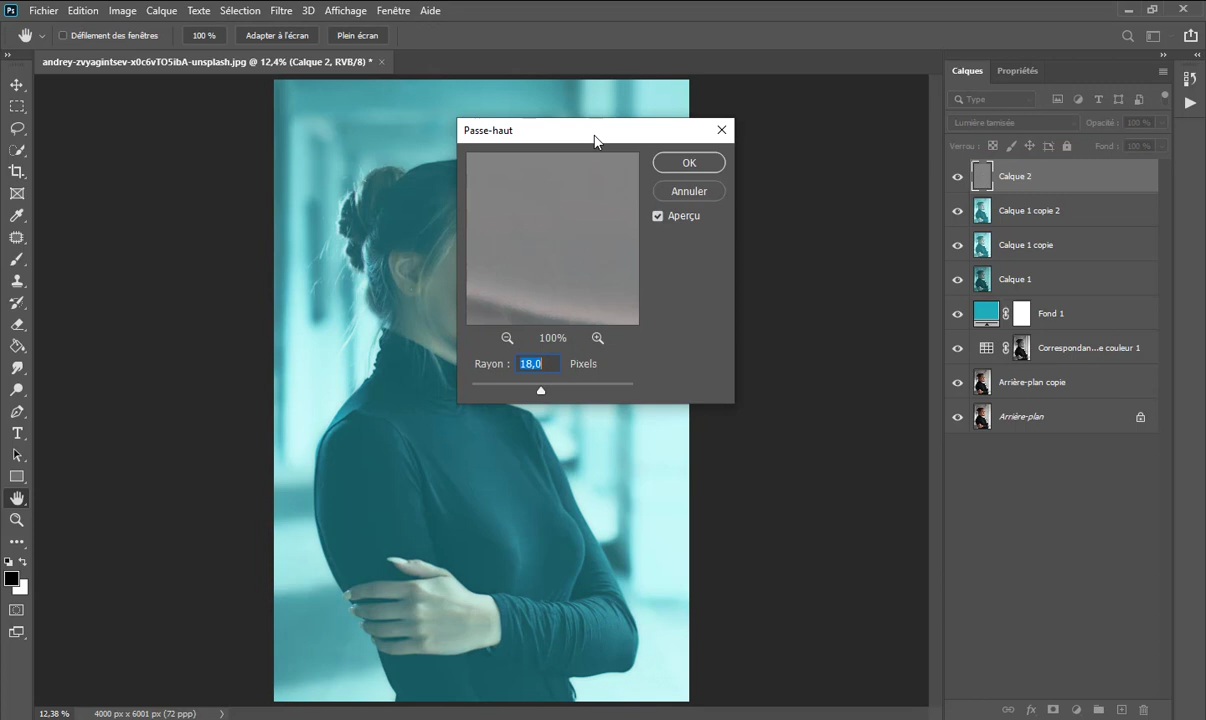 Ps Fichier Edition Image Calque Texte Sélection Filtre 3D Affichage Fenêtre Aide
Défilement des fenêtres 100 % Adapter à l'écran Plein écran
andrey-zvyagintsev-x0c6vTO5ibA-unsplash.jpg @ 12,4% (Calque 2, RVB/8) *
Calques Propriétés
Type
Lumière tamisée Opacité : 100 %
Verrou : Fond : 100 %
Calque 2
Calque 1 copie 2
Calque 1 copie
Calque 1
Fond 1
Correspondan...e couleur 1
Arrière-plan copie
Arrière-plan
Passe-haut
OK
Annuler
Aperçu
100%
Rayon : 18,0 Pixels
T
12,38 % 4000 px x 6001 px (72 ppp)
fx